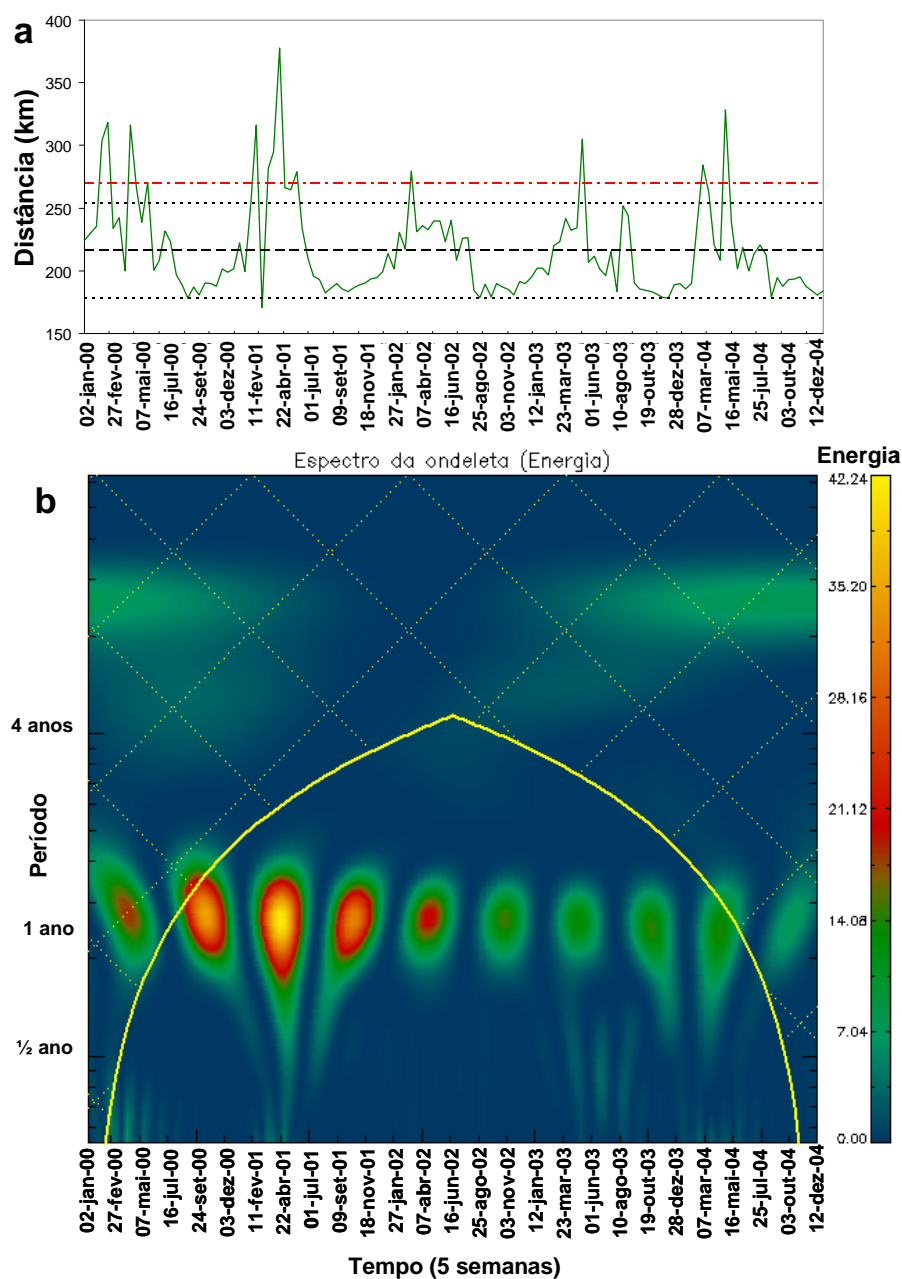 a
Distância (km)
400
350
300
250
200
150
02-jan-00
27-fev-00
07-mai-00
16-jul-00
24-set-00
03-dez-00
11-fev-01
22-abr-01
01-jul-01
09-set-01
18-nov-01
27-jan-02
07-abr-02
16-jun-02
25-ago-02
03-nov-02
12-jan-03
23-mar-03
01-jun-03
10-ago-03
19-out-03
28-dez-03
07-mar-04
16-mai-04
25-jul-04
03-out-04
12-dez-04
Espectro da ondeleta (Energia)
Energia
b
Período
4 anos
1 ano
½ ano
42.24
35.20
28.16
21.12
14.08
7.04
0.00
02-jan-00
27-fev-00
07-mai-00
16-jul-00
24-set-00
03-dez-00
11-fev-01
22-abr-01
01-jul-01
09-set-01
18-nov-01
27-jan-02
07-abr-02
16-jun-02
25-ago-02
03-nov-02
12-jan-03
23-mar-03
01-jun-03
10-ago-03
19-out-03
28-dez-03
07-mar-04
16-mai-04
25-jul-04
03-out-04
12-dez-04
Tempo (5 semanas)